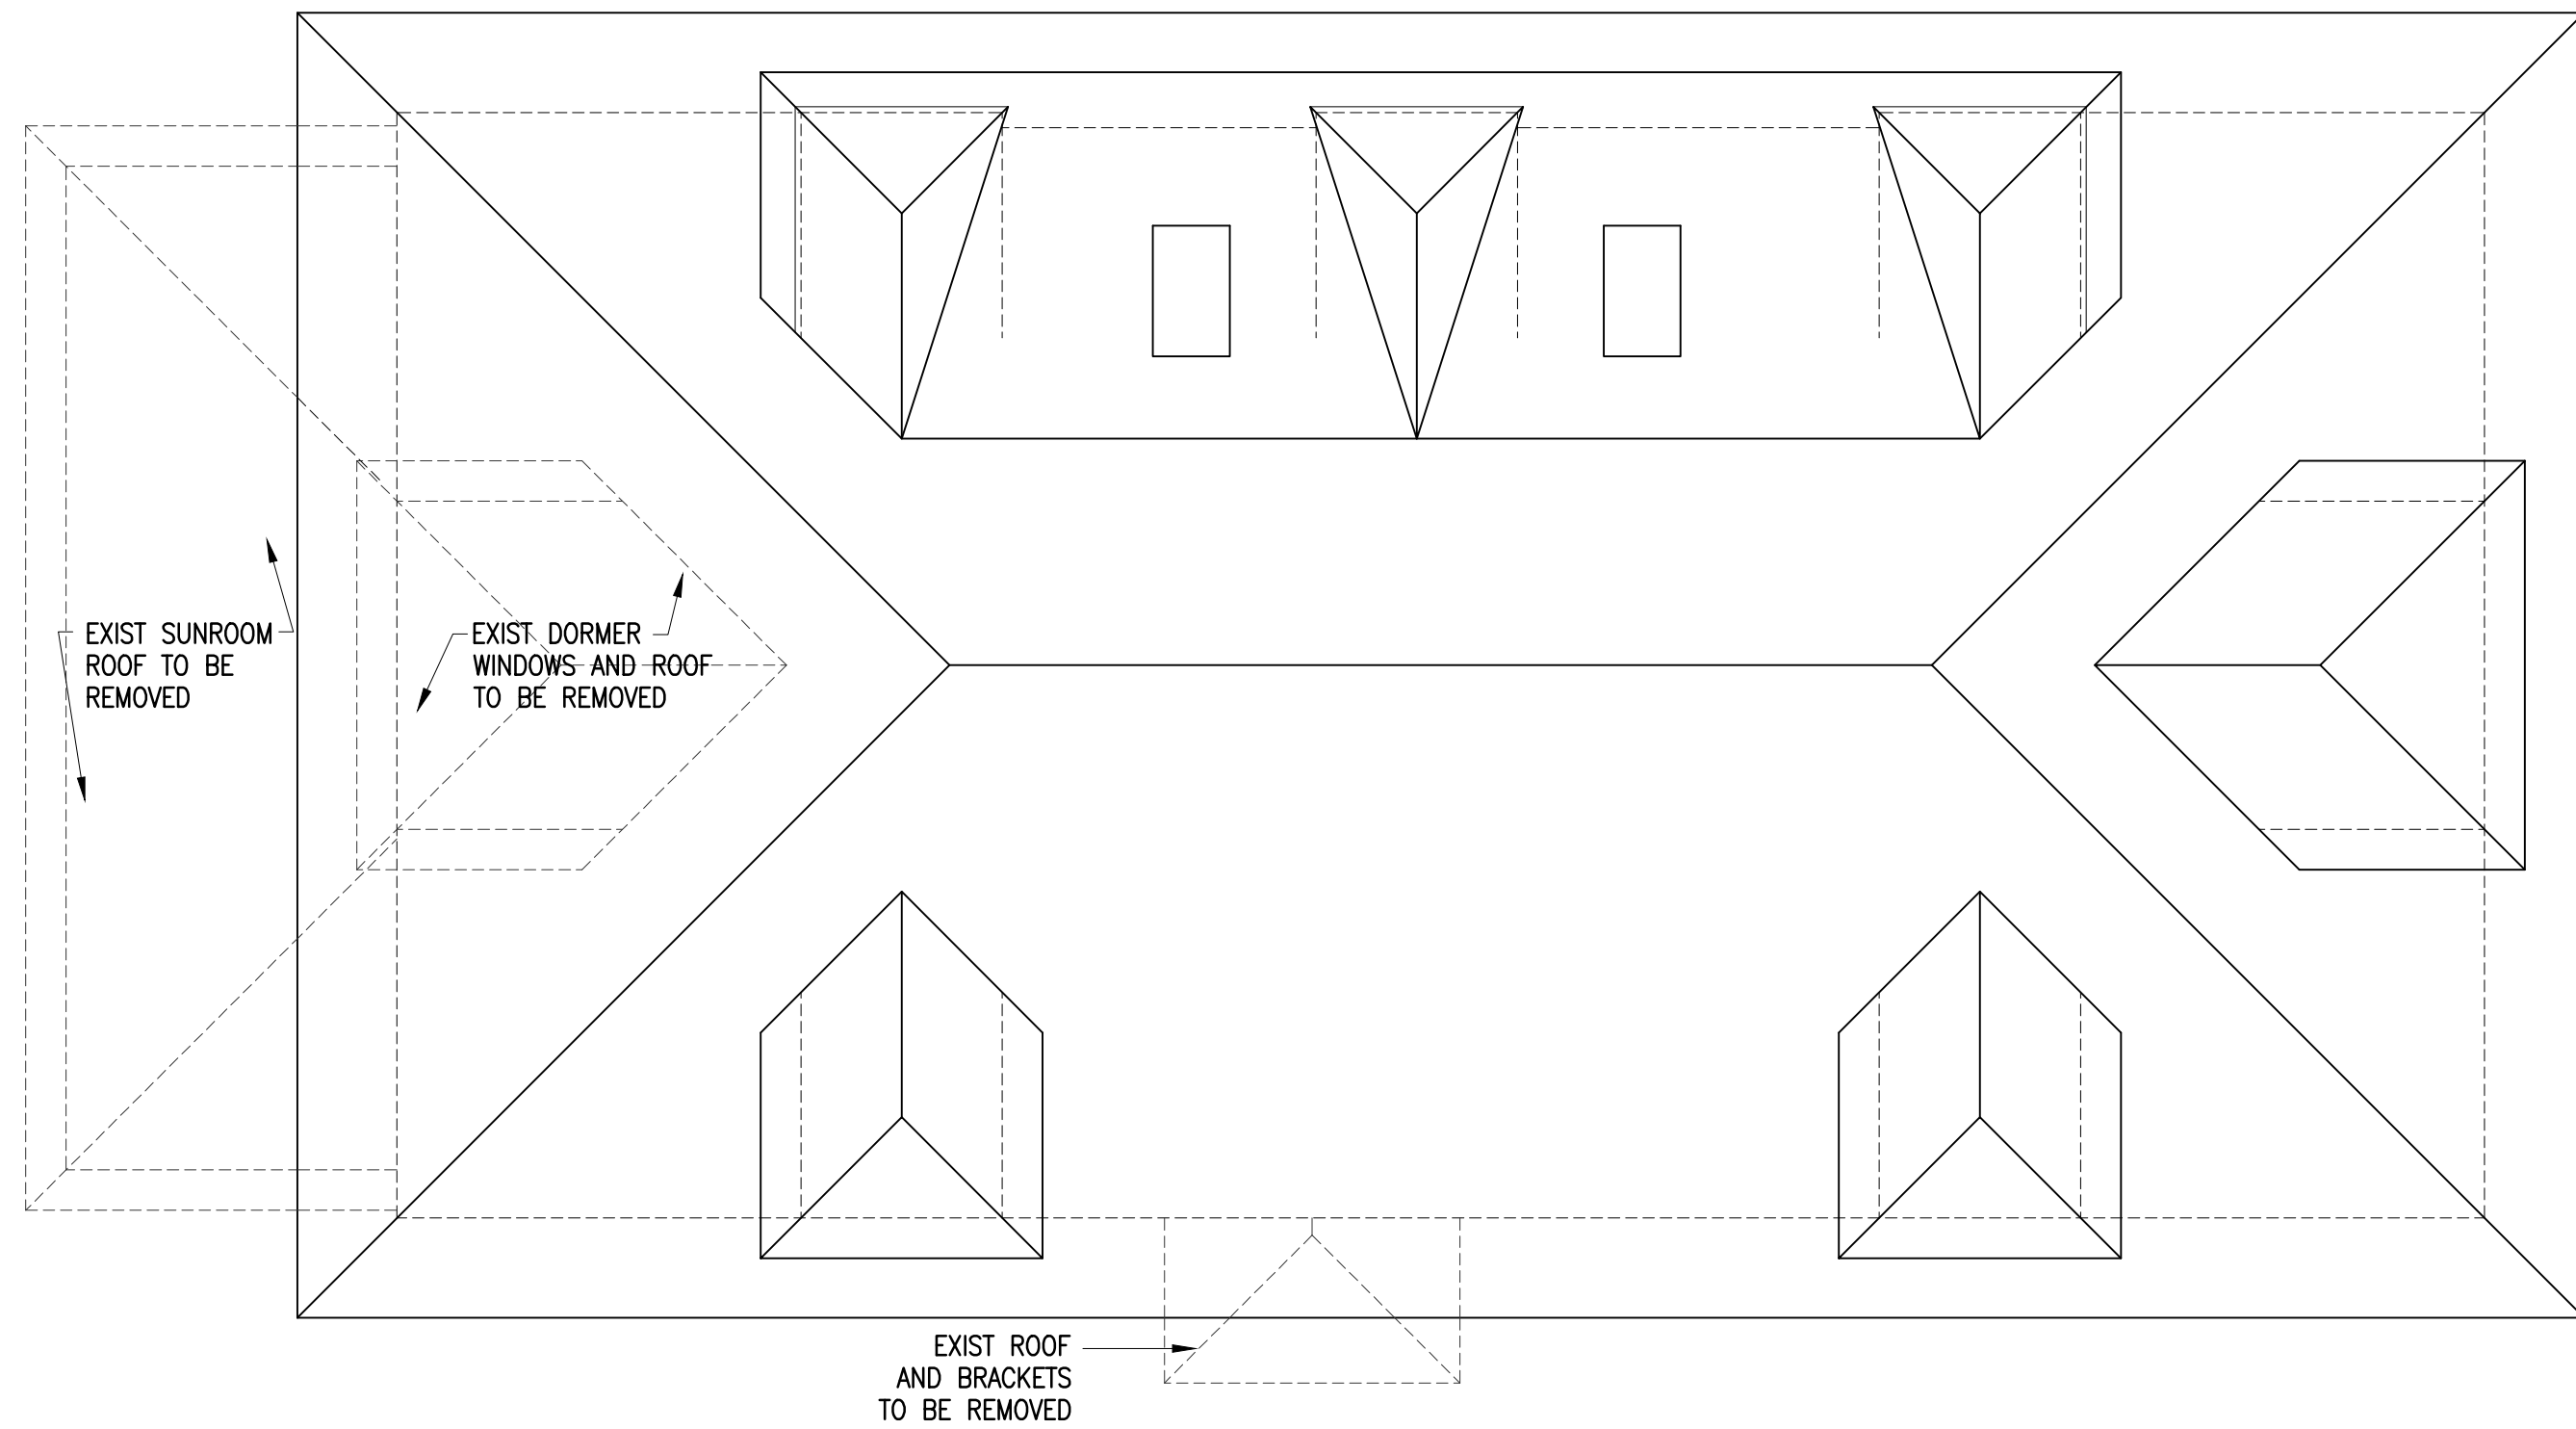 EXIST SUNROOM
ROOF TO BE
REMOVED
EXIST DORMER
WINDOWS AND ROOF
TO BE REMOVED
EXIST ROOF
AND BRACKETS
TO BE REMOVED